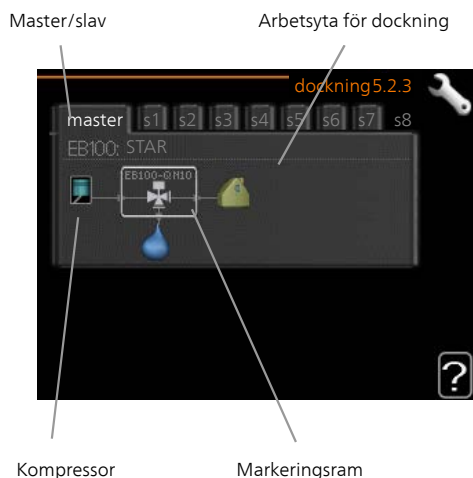 Master/slav
Arbetsyta för dockning
dockning 5.2.3
master s1 s2 s3 s4 s5 s6 s7 s8
EB100: STAR
EB100-QN10
?
Kompressor
Markeringsram